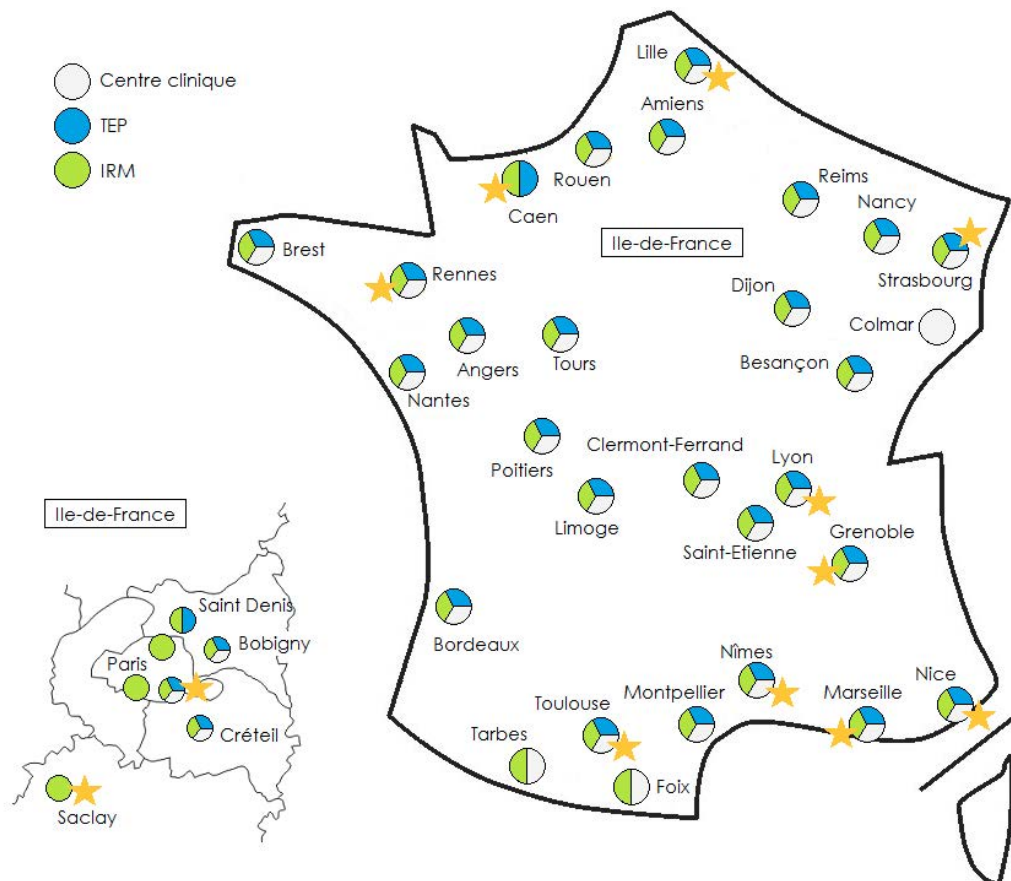 Centre clinique
TEP
IRM
Lille
Amiens
Rouen
Caen
Reims
Nancy
Ile-de-France
Strasbourg
Brest
Rennes
Dijon
Colmar
Angers
Tours
Besançon
Nantes
Clermont-Ferrand
Lyon
Poitiers
Limoge
Saint-Etienne
Grenoble
Ile-de-France
Saint Denis
Bobigny
Paris
Créteil
Saclay
Bordeaux
Nîmes
Nice
Toulouse
Montpellier
Marseille
Tarbes
Foix